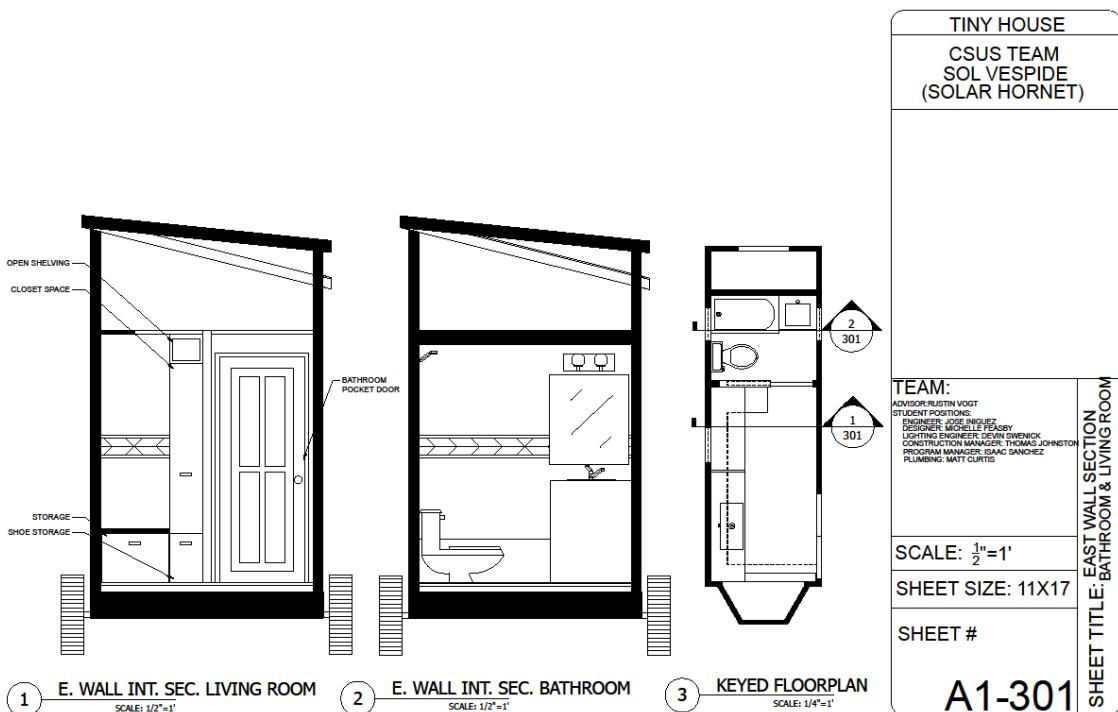 OPEN SHELVING
CLOSET SPACE
BATHROOM
POCKET DOOR
STORAGE
SHOE STORAGE
1
E. WALL INT. SEC. LIVING ROOM
SCALE: 1/2"=1'
2
E. WALL INT. SEC. BATHROOM
SCALE: 1/2"=1'
2
301
1
301
3
KEYED FLOORPLAN
SCALE: 1/4"=1'
TINY HOUSE
CSUS TEAM
SOL VESPIDE
(SOLAR HORNET)
TEAM:
ADVISOR:RUSTIN VOGT
STUDENT POSITIONS:
ENGINEER: JOSE INIGUEZ
DESIGNER: MICHELLE FEASBY
LIGHTING ENGINEER: DEVIN SWENICK
CONSTRUCTION MANAGER: THOMAS JOHNSTON
PROGRAM MANAGER: ISAAC SANCHEZ
PLUMBING: MATT CURTIS
SCALE: 1/2"=1'
SHEET SIZE: 11X17
SHEET #
A1-301
SHEET TITLE: EAST WALL SECTION
BATHROOM & LIVING ROOM